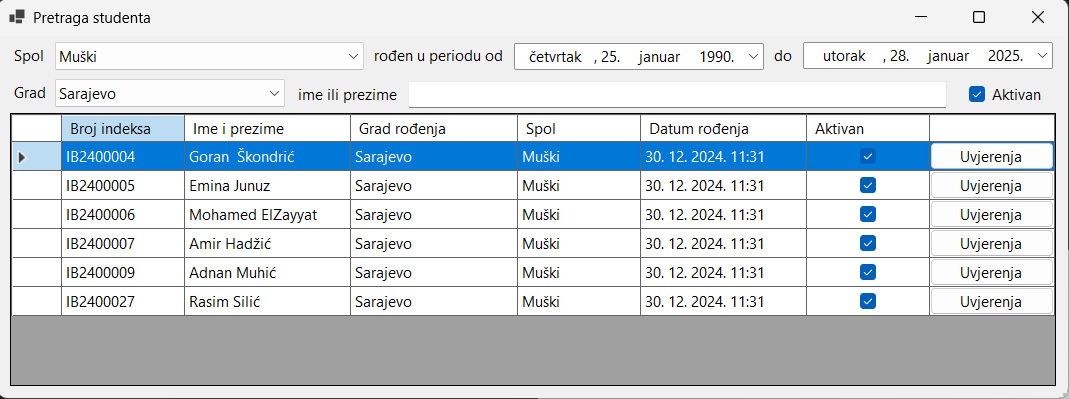 Pretraga studenta
Spol Muški rođen u periodu od četvrtak , 25. januar 1990. do utorak , 28. januar 2025.
Grad Sarajevo ime ili prezime Aktivan
Broj indeksa Ime i prezime Grad rođenja Spol Datum rođenja Aktivan
IB2400004 Goran Škondrić Sarajevo Muški 30. 12. 2024. 11:31 Uvjerenja
IB2400005 Emina Junuz Sarajevo Muški 30. 12. 2024. 11:31 Uvjerenja
IB2400006 Mohamed ElZayyat Sarajevo Muški 30. 12. 2024. 11:31 Uvjerenja
IB2400007 Amir Hadžić Sarajevo Muški 30. 12. 2024. 11:31 Uvjerenja
IB2400009 Adnan Muhić Sarajevo Muški 30. 12. 2024. 11:31 Uvjerenja
IB2400027 Rasim Silić Sarajevo Muški 30. 12. 2024. 11:31 Uvjerenja